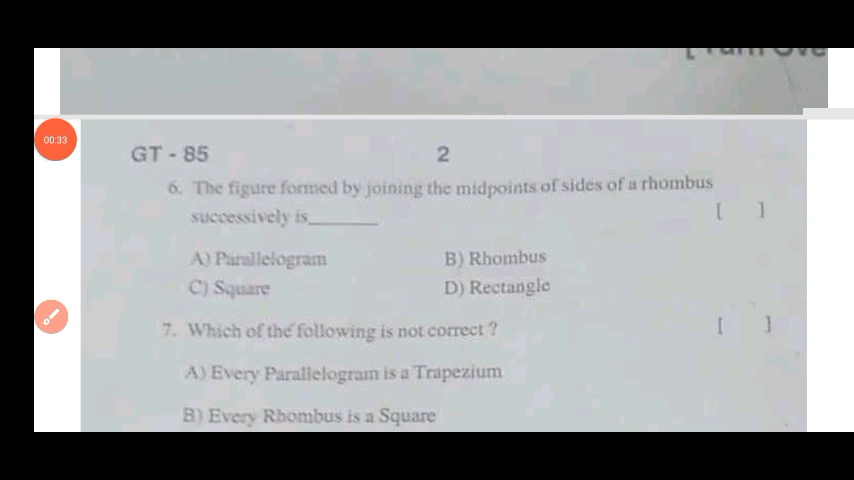 00:33
GT - 85 2
6. The figure formed by joining the midpoints of sides of a rhombus
successively is_______ [ ]
A) Parallelogram B) Rhombus
C) Square D) Rectangle
7. Which of the following is not correct ? [ ]
A) Every Parallelogram is a Trapezium
B) Every Rhombus is a Square